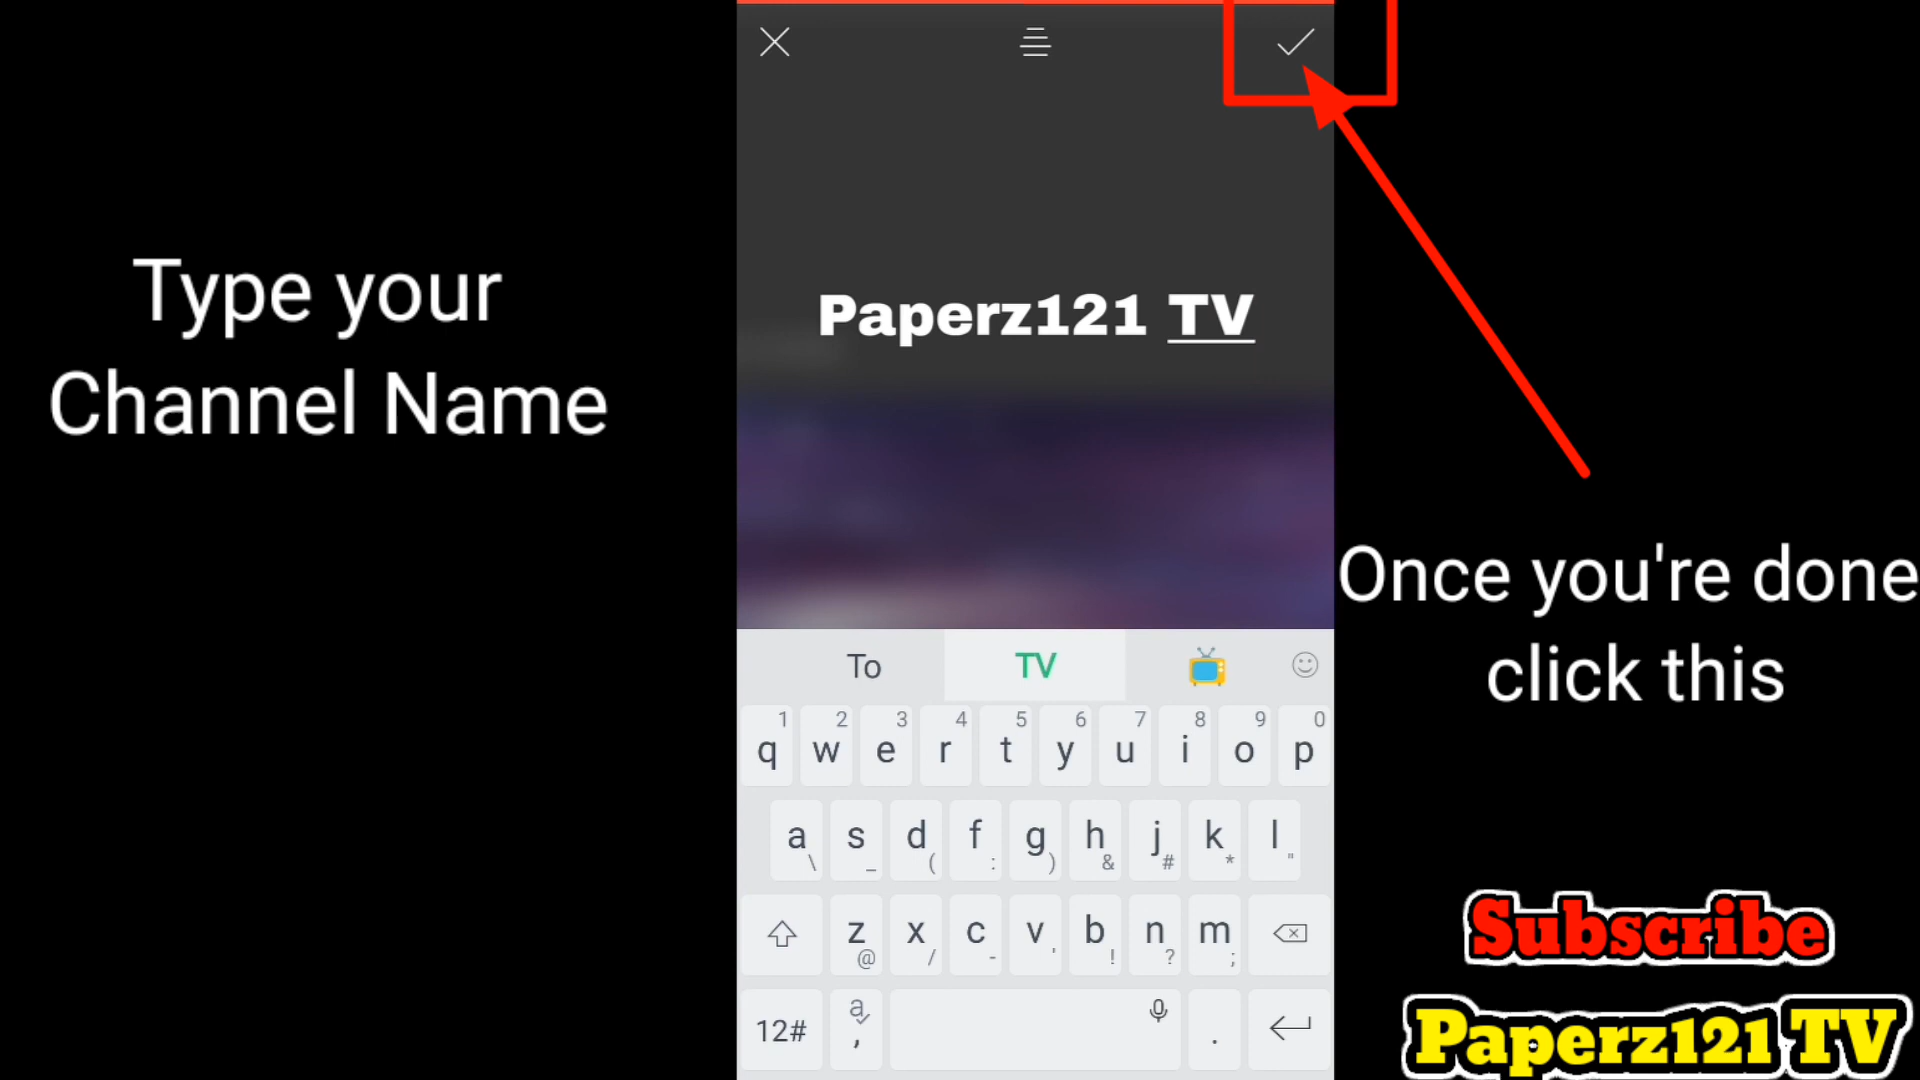 Type your
Channel Name
Paperz121 TV
Once you're done
click this
To TV
1 2 3 4 5 6 7 8 9 0
q w e r t y u i o p
a s d f g h j k l
\ _ ( : ) & # * "
z x c v b n m
@ / - ' ! ? ;
12# a , .
Subscribe
Paperz121 TV